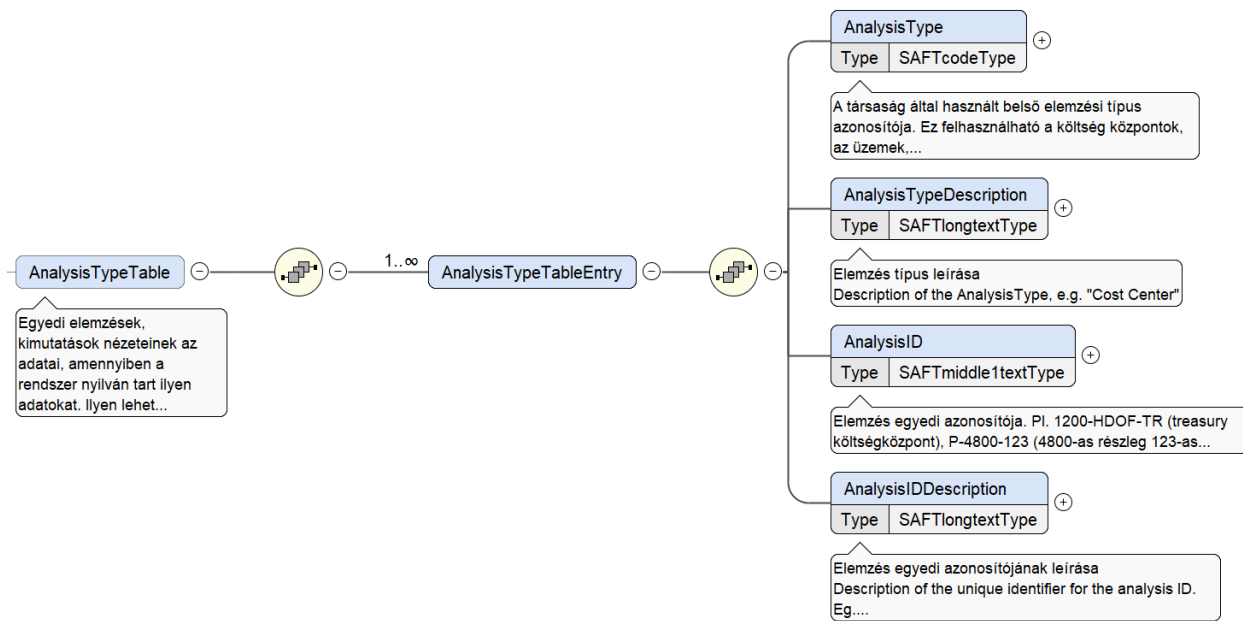 AnalysisType
Type SAFTcodeType
A társaság által használt belső elemzési típus
azonosítója. Ez felhasználható a költség központok,
az üzemek,...
AnalysisTypeDescription
Type SAFTlongtextType
Elemzés típus leírása
Description of the AnalysisType, e.g. "Cost Center"
AnalysisTypeTable
1..∞
AnalysisTypeTableEntry
Egyedi elemzések,
kimutatások nézeteinek az
adatai, amennyiben a
rendszer nyilván tart ilyen
adatokat. Ilyen lehet...
AnalysisID
Type SAFTmiddle1textType
Elemzés egyedi azonosítója. Pl. 1200-HDOF-TR (treasury
költségközpont), P-4800-123 (4800-as részleg 123-as...
AnalysisIDDescription
Type SAFTlongtextType
Elemzés egyedi azonosítójának leírása
Description of the unique identifier for the analysis ID.
Eg....